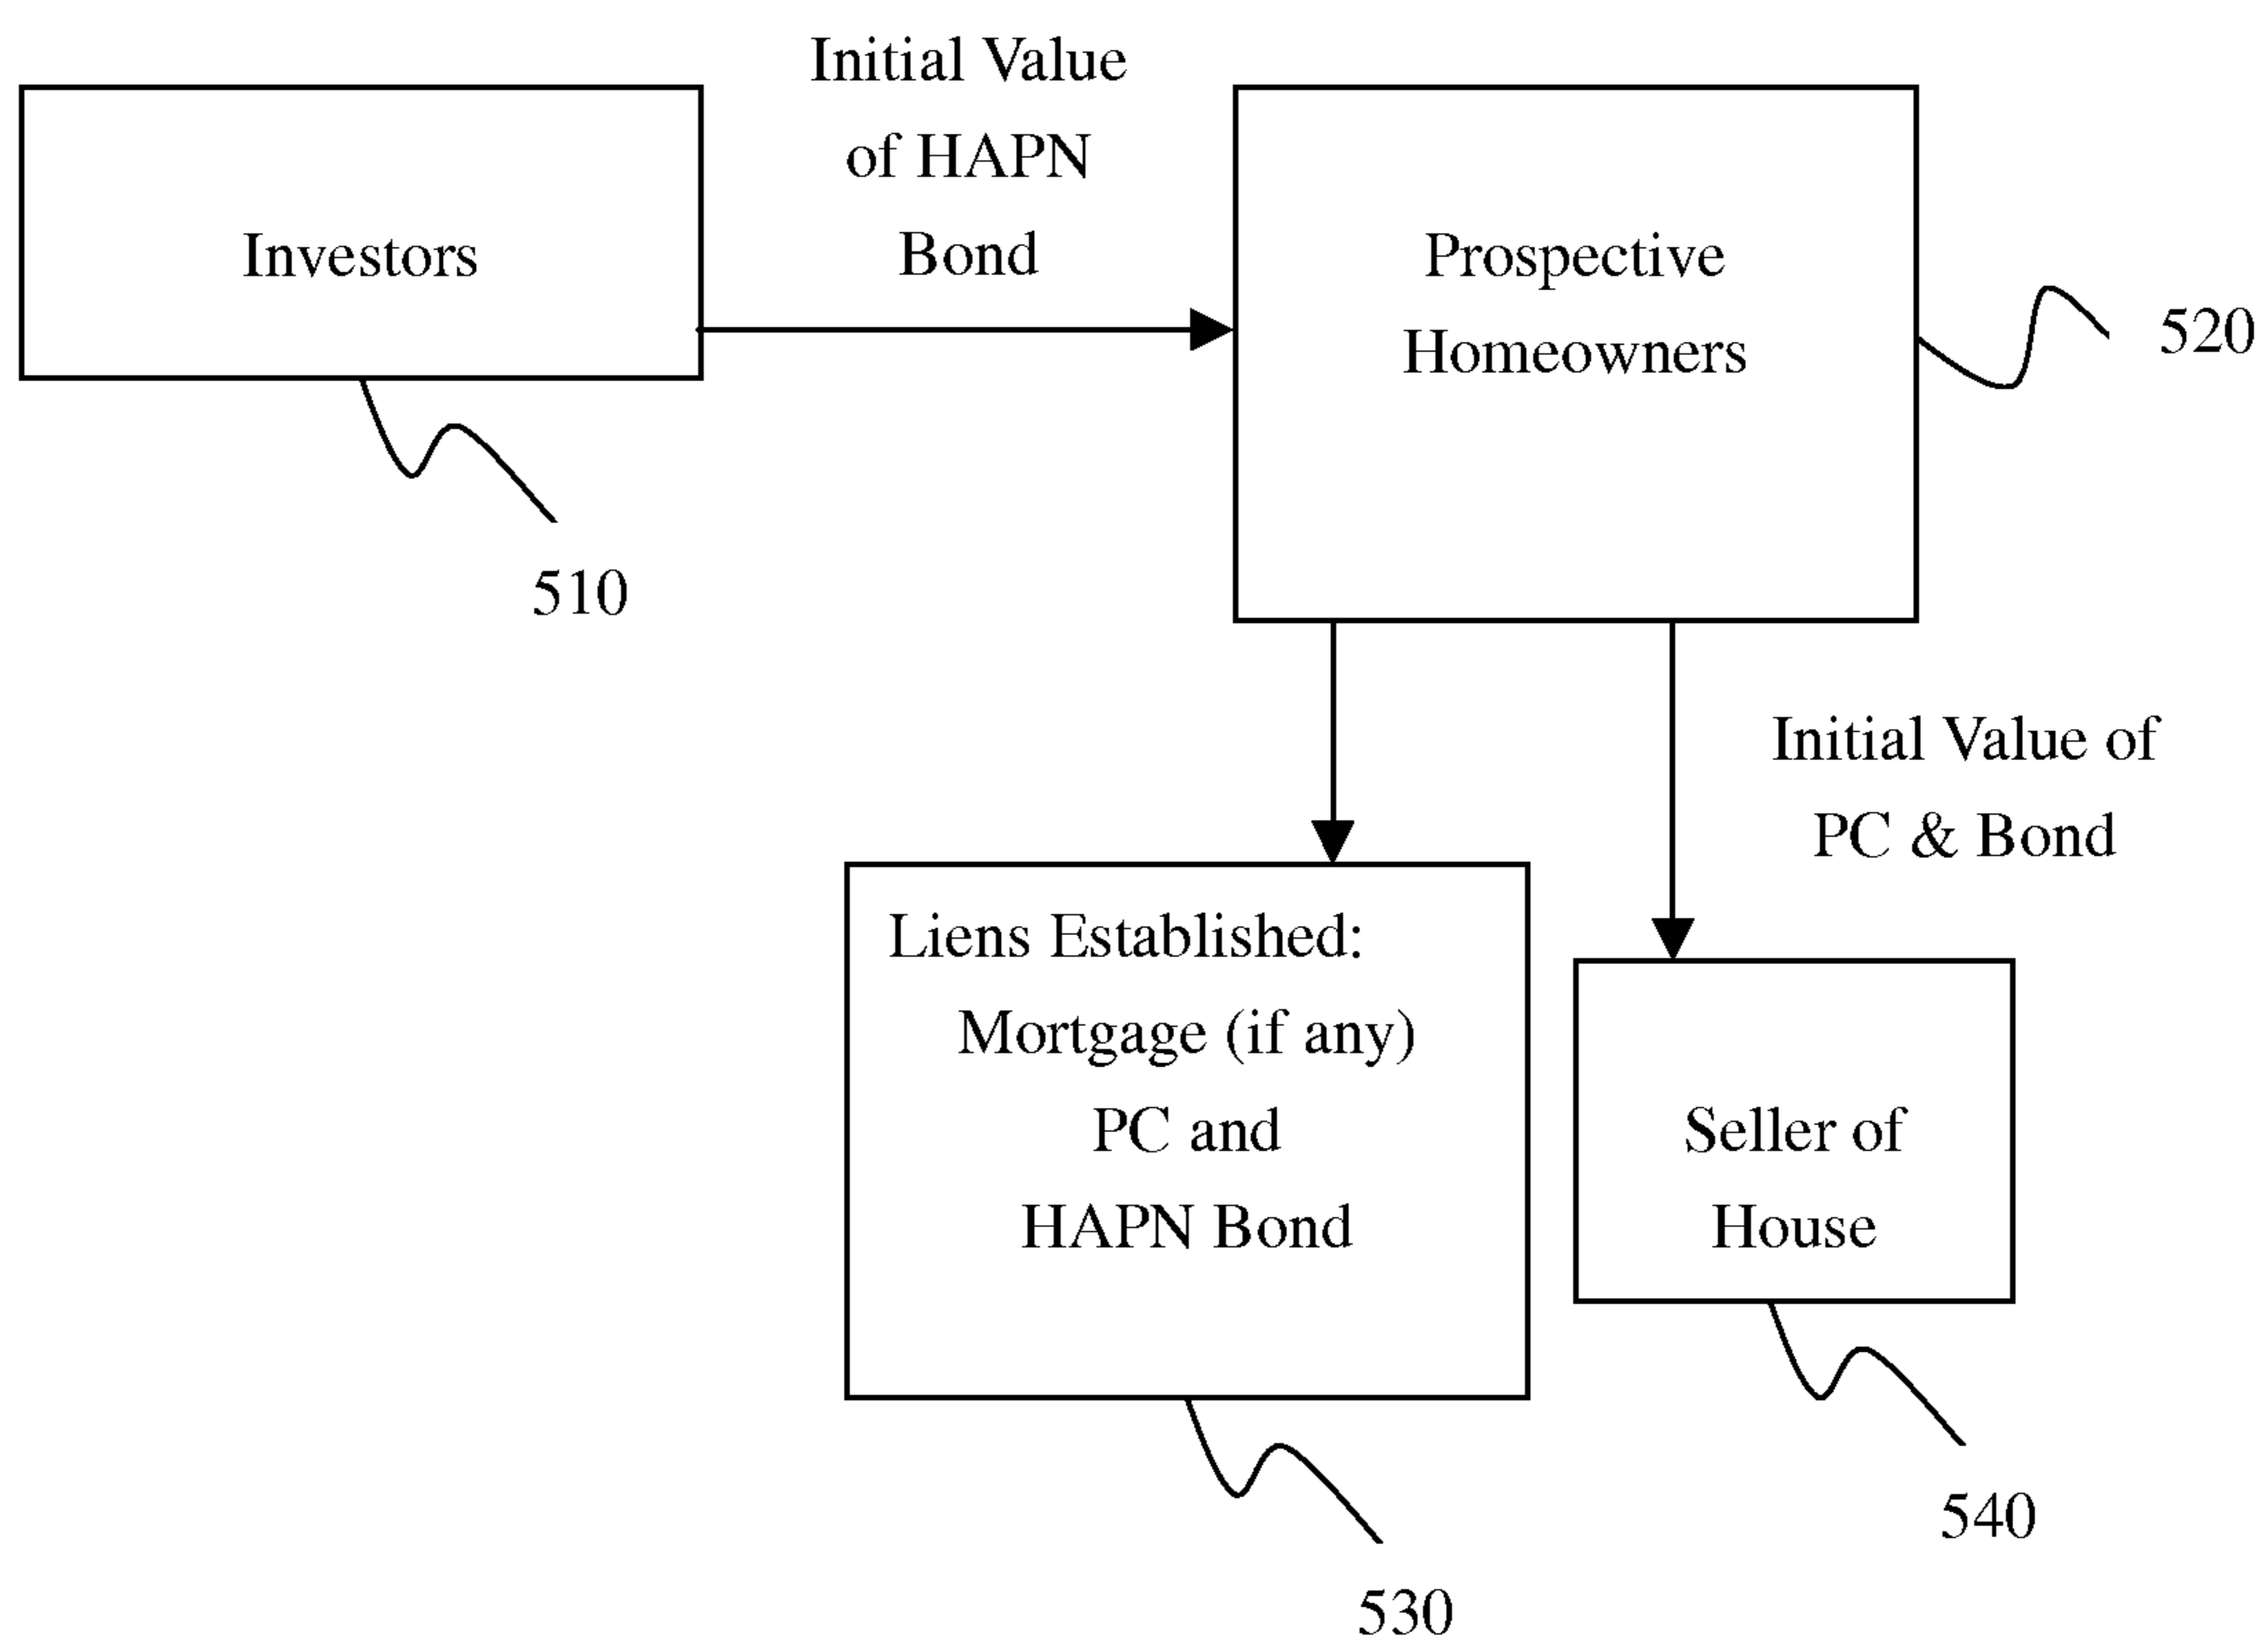 Initial Value
of HAPN
Bond
Investors
Prospective
Homeowners
520
510
Initial Value of
PC & Bond
Liens Established:
Mortgage (if any)
PC and
HAPN Bond
Seller of
House
540
530